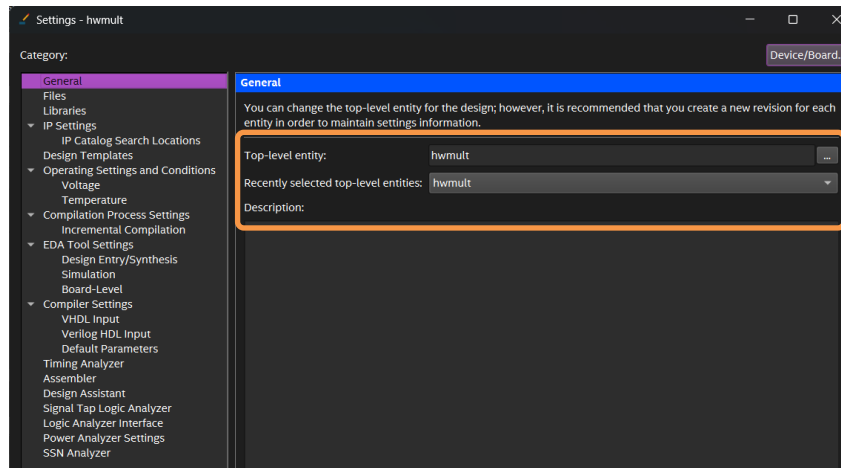 Settings - hwmult
Category:
Device/Board.
General
Files
Libraries
IP Settings
IP Catalog Search Locations
Design Templates
Operating Settings and Conditions
Voltage
Temperature
Compilation Process Settings
Incremental Compilation
EDA Tool Settings
Design Entry/Synthesis
Simulation
Board-Level
Compiler Settings
VHDL Input
Verilog HDL Input
Default Parameters
Timing Analyzer
Assembler
Design Assistant
Signal Tap Logic Analyzer
Logic Analyzer Interface
Power Analyzer Settings
SSN Analyzer
General
You can change the top-level entity for the design; however, it is recommended that you create a new revision for each
entity in order to maintain settings information.
Top-level entity: hwmult ...
Recently selected top-level entities: hwmult
Description: